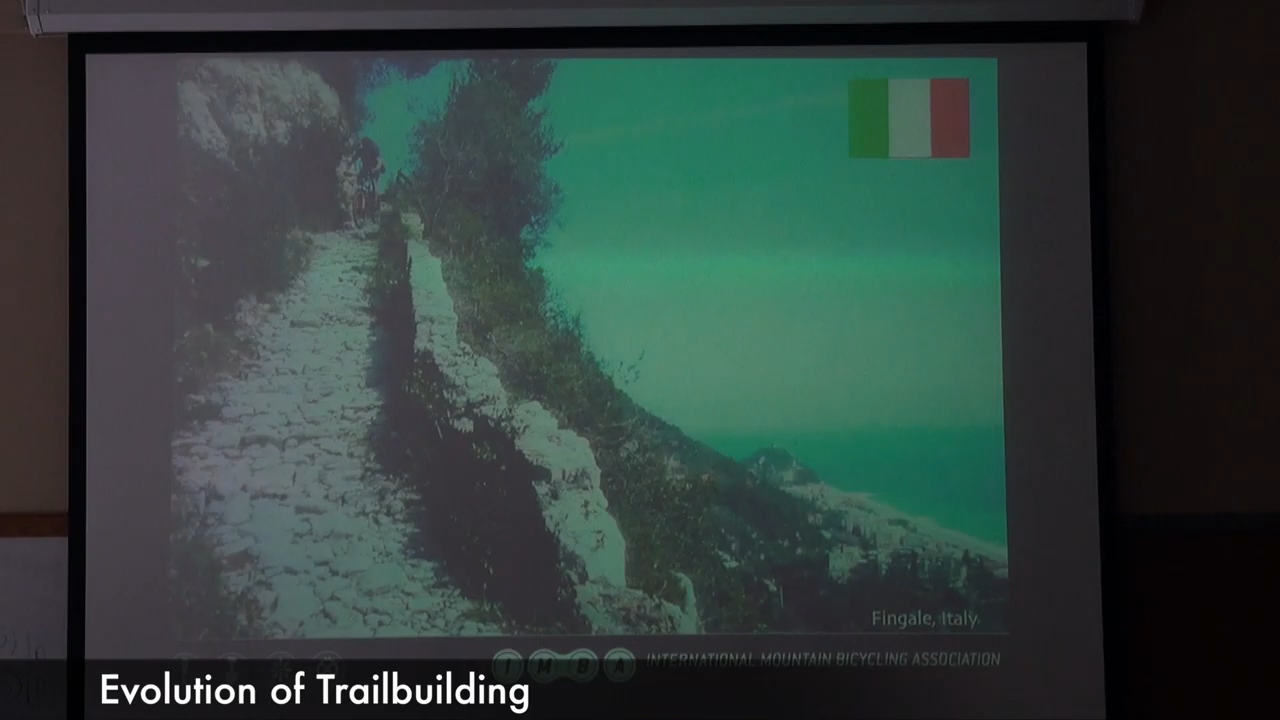 Fingale, Italy
I M B A INTERNATIONAL MOUNTAIN BICYCLING ASSOCIATION
Evolution of Trailbuilding